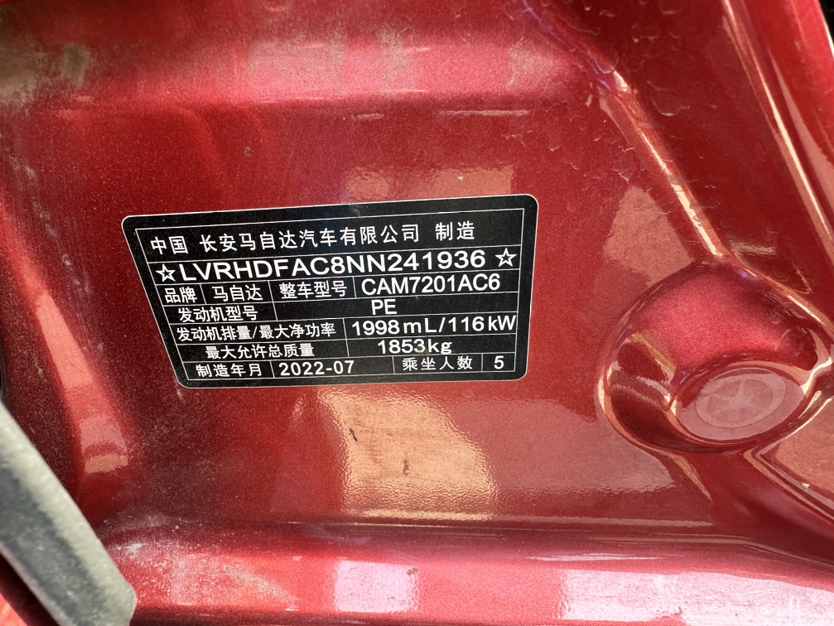 中国 长安马自达汽车有限公司 制造
☆LVRHDFAC8NN241936☆
品牌 马自达 整车型号 CAM7201AC6
发动机型号 PE
发动机排量/最大净功率 1998mL/116kW
最大允许总质量 1853kg
制造年月 2022-07 乘坐人数 5